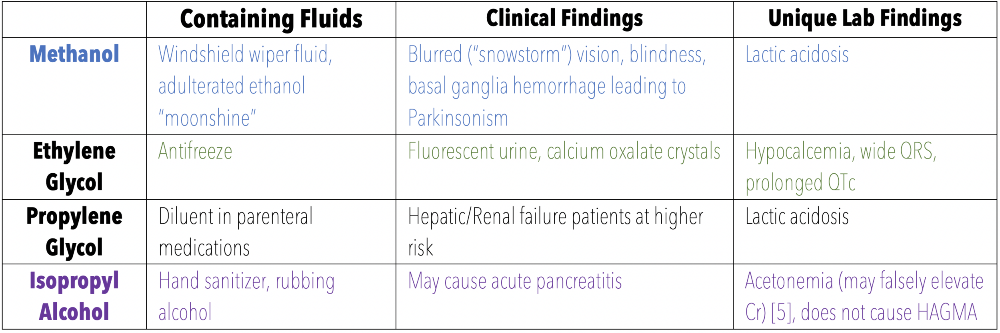 Containing Fluids
Clinical Findings
Unique Lab Findings
Methanol
Windshield wiper fluid,
adulterated ethanol
“moonshine”
Blurred (“snowstorm”) vision, blindness,
basal ganglia hemorrhage leading to
Parkinsonism
Lactic acidosis
Ethylene
Glycol
Antifreeze
Fluorescent urine, calcium oxalate crystals
Hypocalcemia, wide QRS,
prolonged QTc
Propylene
Glycol
Diluent in parenteral
medications
Hepatic/Renal failure patients at higher
risk
Lactic acidosis
Isopropyl
Alcohol
Hand sanitizer, rubbing
alcohol
May cause acute pancreatitis
Acetonemia (may falsely elevate
Cr) [5], does not cause HAGMA